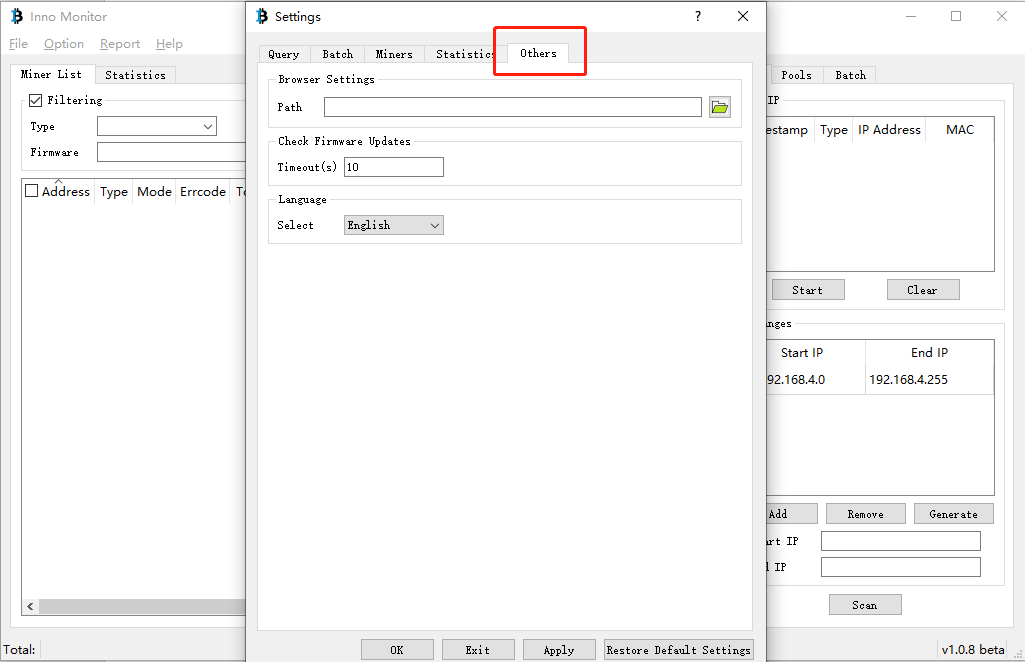 Inno Monitor
File Option Report Help
Miner List Statistics
Filtering
Type
Firmware
Address Type Mode Errcode
Total:
Settings ?
Query Batch Miners Statistics Others
Browser Settings
Path
Check Firmware Updates
Timeout(s) 10
Language
Select English
OK Exit Apply Restore Default Settings
Pools Batch
IP
estamp Type IP Address MAC
Start Clear
nges
Start IP End IP
92.168.4.0 192.168.4.255
Add Remove Generate
art IP
d IP
Scan
v1.0.8 beta